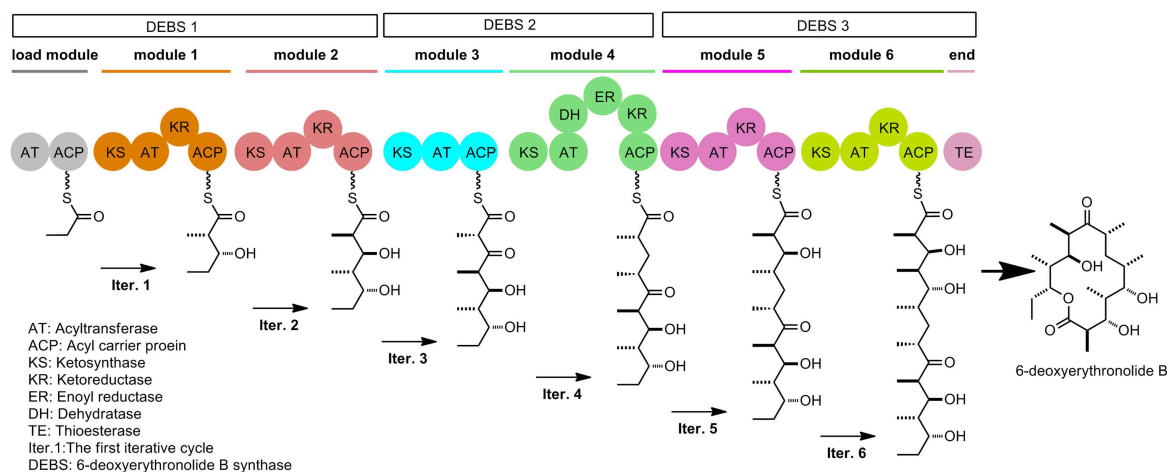 DEBS 1 DEBS 2 DEBS 3
load module module 1 module 2 module 3 module 4 module 5 module 6 end
AT ACP KS AT KR ACP KS AT KR ACP KS AT ACP KS AT DH ER KR ACP KS AT KR ACP KS AT KR ACP TE
S O
S O OH
S O OH OH
S O O OH OH
S O O OH OH
S O OH O OH OH
S O OH OH O OH OH
Iter. 1
Iter. 2
Iter. 3
Iter. 4
Iter. 5
Iter. 6
O OH O O OH OH
6-deoxyerythronolide B
AT: Acyltransferase
ACP: Acyl carrier proein
KS: Ketosynthase
KR: Ketoreductase
ER: Enoyl reductase
DH: Dehydratase
TE: Thioesterase
Iter.1:The first iterative cycle
DEBS: 6-deoxyerythronolide B synthase